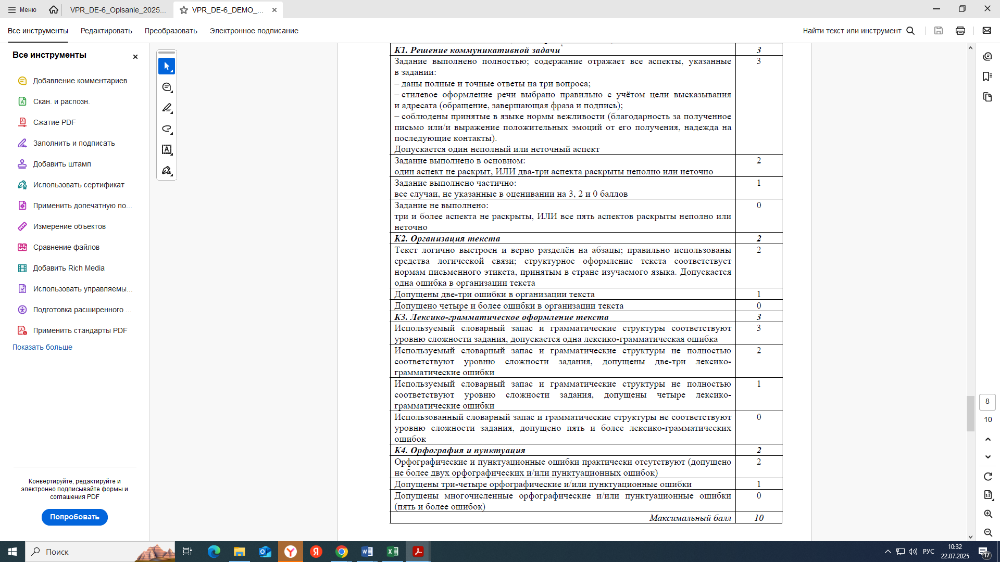 Меню
VPR_DE-6_Opisanie_2025...
VPR_DE-6_DEMO_...
Все инструменты
Редактировать
Преобразовать
Электронное подписание
Найти текст или инструмент
Все инструменты
Добавление комментариев
Скан. и распозн.
Сжатие PDF
Заполнить и подписать
Добавить штамп
Использовать сертификат
Применить допечатную по...
Измерение объектов
Сравнение файлов
Добавить Rich Media
Использовать управляемы...
Подготовка расширенного ...
Применить стандарты PDF
Показать больше
Конвертируйте, редактируйте и
электронно подписывайте формы и
соглашения PDF
Попробовать
К1. Решение коммуникативной задачи* 3
Задание выполнено полностью; содержание отражает все аспекты, указанные 3
в задании:
– даны полные и точные ответы на три вопроса;
– стилевое оформление речи выбрано правильно с учётом цели высказывания
и адресата (обращение, завершающая фраза и подпись);
– соблюдены принятые в языке нормы вежливости (благодарность за полученное
письмо или/и выражение положительных эмоций от его получения, надежда на
последующие контакты).
Допускается один неполный или неточный аспект
Задание выполнено в основном: 2
один аспект не раскрыт, ИЛИ два-три аспекта раскрыты неполно или неточно
Задание выполнено частично: 1
все случаи, не указанные в оценивании на 3, 2 и 0 баллов
Задание не выполнено: 0
три и более аспекта не раскрыты, ИЛИ все пять аспектов раскрыты неполно или
неточно
К2. Организация текста 2
Текст логично выстроен и верно разделён на абзацы; правильно использованы 2
средства логической связи; структурное оформление текста соответствует
нормам письменного этикета, принятым в стране изучаемого языка. Допускается
одна ошибка в организации текста
Допущены две-три ошибки в организации текста 1
Допущено четыре и более ошибки в организации текста 0
К3. Лексико-грамматическое оформление текста 3
Используемый словарный запас и грамматические структуры соответствуют 3
уровню сложности задания, допускается одна лексико-грамматическая ошибка
Используемый словарный запас и грамматические структуры не полностью 2
соответствуют уровню сложности задания, допущены две-три лексико-
грамматические ошибки
Используемый словарный запас и грамматические структуры не полностью 1
соответствуют уровню сложности задания, допущены четыре лексико-
грамматические ошибки
Использованный словарный запас и грамматические структуры не соответствуют 0
уровню сложности задания, допущено пять и более лексико-грамматических
ошибок
К4. Орфография и пунктуация 2
Орфографические и пунктуационные ошибки практически отсутствуют (допущено 2
не более двух орфографических и/или пунктуационных ошибок)
Допущены три-четыре орфографические и/или пунктуационные ошибки 1
Допущены многочисленные орфографические и/или пунктуационные ошибки 0
(пять и более ошибок)
Максимальный балл 10
8
10
1:1
Поиск
РУС
10:32
22.07.2025
17